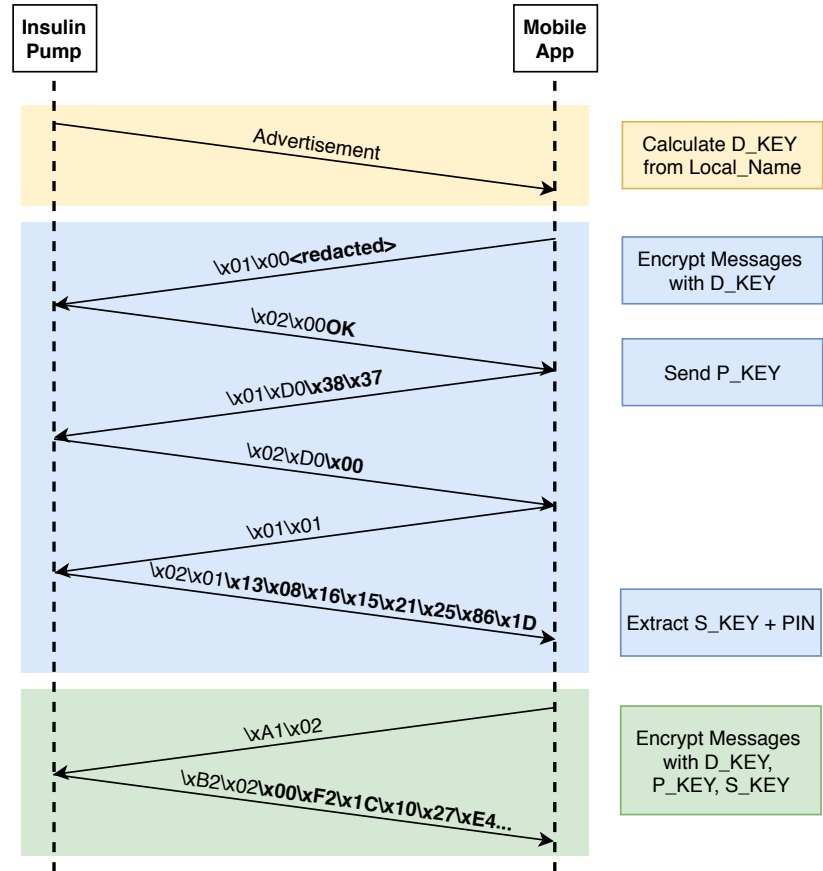 Insulin
Pump
Mobile
App
Advertisement
Calculate D_KEY
from Local_Name
\x01\x00<redacted>
Encrypt Messages
with D_KEY
\x02\x00OK
Send P_KEY
\x01\xD0\x38\x37
\x02\xD0\x00
\x01\x01
\x02\x01\x13\x08\x16\x15\x21\x25\x86\x1D
Extract S_KEY + PIN
\xA1\x02
Encrypt Messages
with D_KEY,
P_KEY, S_KEY
\xB2\x02\x00\xF2\x1C\x10\x27\xE4...